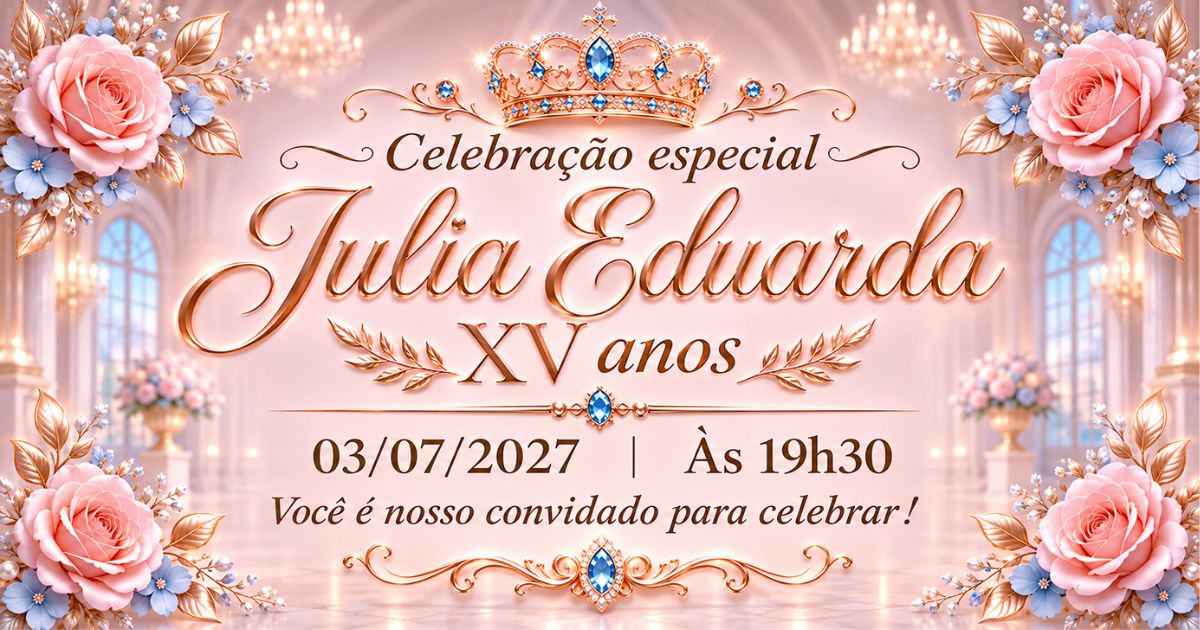 Celebração especial
Julia Eduarda
XV anos
03/07/2027 | Às 19h30
Você é nosso convidado para celebrar!